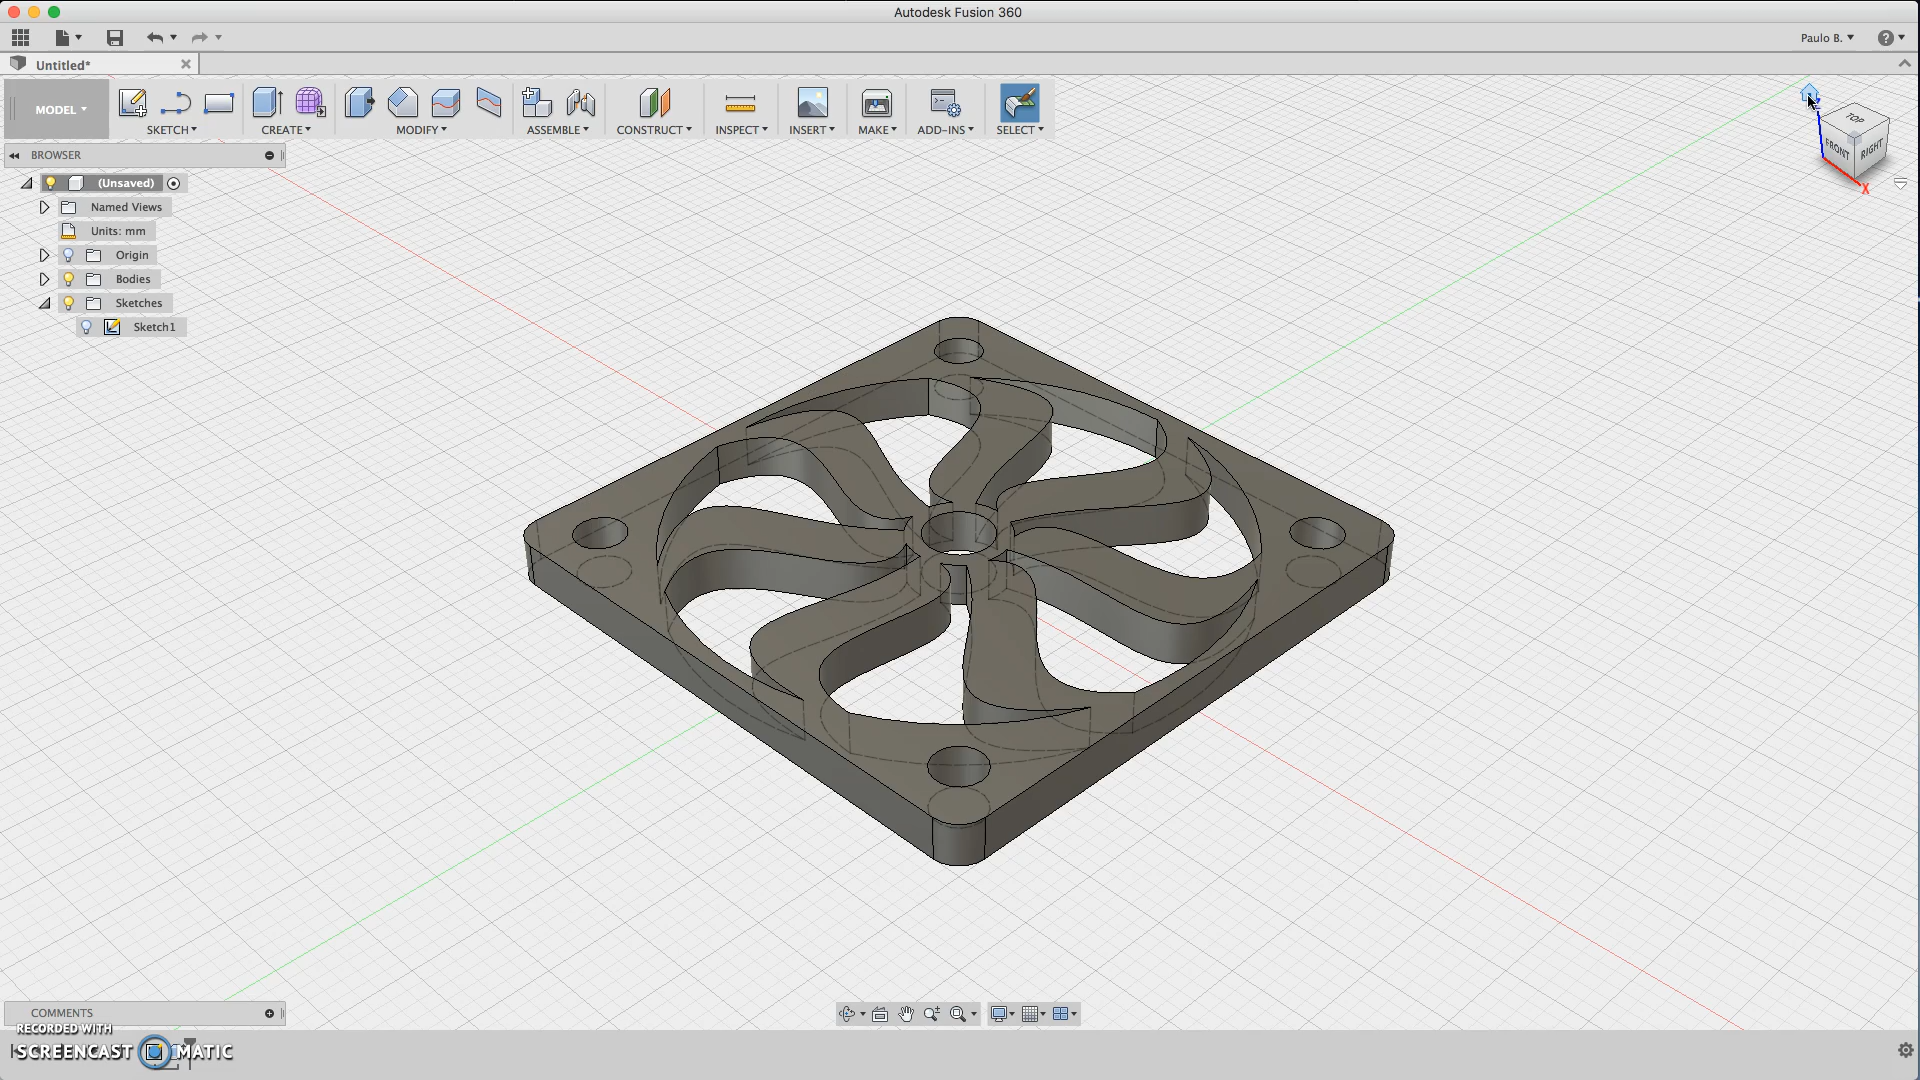 Autodesk Fusion 360
Paulo B.
Untitled*
MODEL
SKETCH
CREATE
MODIFY
ASSEMBLE
CONSTRUCT
INSPECT
INSERT
MAKE
ADD-INS
SELECT
TOP
FRONT
RIGHT
X
BROWSER
(Unsaved)
Named Views
Units: mm
Origin
Bodies
Sketches
Sketch1
COMMENTS
RECORDED WITH
SCREENCAST MATIC